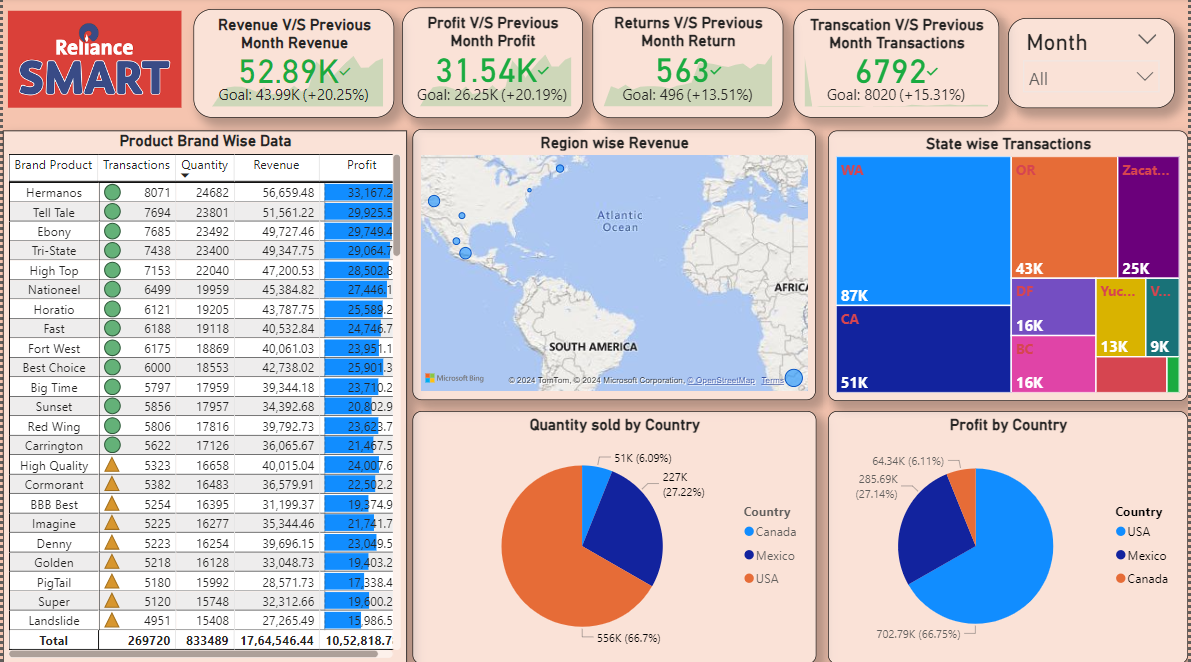 Reliance
SMART
Revenue V/S Previous
Month Revenue
52.89K
Goal: 43.99K (+20.25%)
Profit V/S Previous
Month Profit
31.54K
Goal: 26.25K (+20.19%)
Returns V/S Previous
Month Return
563
Goal: 496 (+13.51%)
Transcation V/S Previous
Month Transactions
6792
Goal: 8020 (+15.31%)
Month
All
Product Brand Wise Data
Brand Product Transactions Quantity Revenue Profit
Hermanos 8071 24682 56,659.48 33,167.2
Tell Tale 7694 23801 51,561.22 29,925.5
Ebony 7685 23492 49,727.46 29,749.4
Tri-State 7438 23400 49,347.75 29,064.7
High Top 7153 22040 47,200.53 28,502.8
Nationeel 6499 19959 45,384.82 27,446.1
Horatio 6121 19205 43,787.75 25,589.2
Fast 6188 19118 40,532.84 24,746.7
Fort West 6175 18869 40,061.03 23,951.1
Best Choice 6000 18553 42,738.02 25,901.3
Big Time 5797 17959 39,344.18 23,710.2
Sunset 5856 17957 34,392.68 20,802.9
Red Wing 5806 17816 39,792.73 23,623.7
Carrington 5622 17126 36,065.67 21,467.5
High Quality 5323 16658 40,015.04 24,007.6
Cormorant 5382 16483 36,579.91 22,502.2
BBB Best 5254 16395 31,199.37 19,374.9
Imagine 5225 16277 35,344.46 21,741.7
Denny 5223 16254 39,696.15 23,049.5
Golden 5218 16128 33,048.73 19,403.2
PigTail 5180 15992 28,571.73 17,338.4
Super 5120 15748 32,312.66 19,600.2
Landslide 4951 15408 27,265.49 15,986.5
Total 269720 833489 17,64,546.44 10,52,818.7
Region wise Revenue
Atlantic
Ocean
AFRICA
SOUTH AMERICA
Microsoft Bing
© 2024 TomTom, © 2024 Microsoft Corporation, © OpenStreetMap Terms
State wise Transactions
WA
87K
CA
51K
OR
43K
Zacat...
25K
DF
16K
BC
16K
Yuc...
13K
V...
9K
Quantity sold by Country
51K (6.09%)
227K
(27.22%)
556K (66.7%)
Country
Canada
Mexico
USA
Profit by Country
64.34K (6.11%)
285.69K
(27.14%)
702.79K (66.75%)
Country
USA
Mexico
Canada